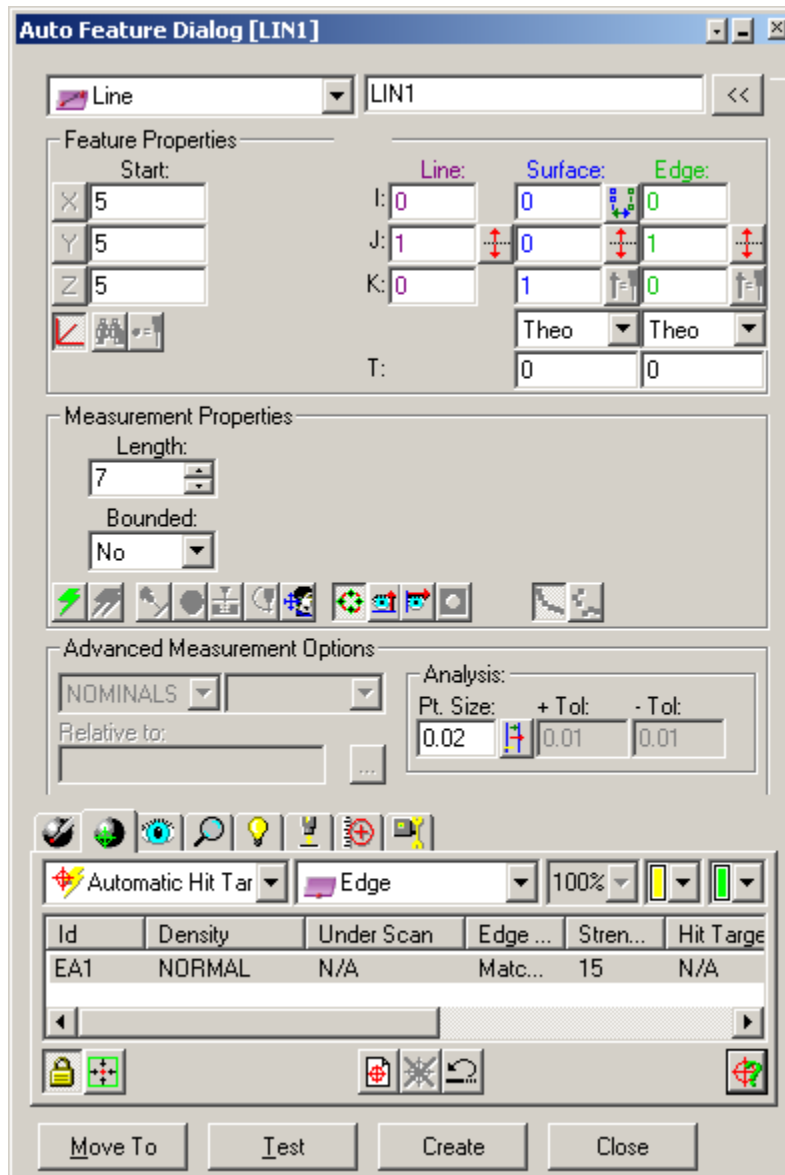 Auto Feature Dialog [LIN1]
Line LIN1 <<
Feature Properties
Start: Line: Surface: Edge:
X 5 I: 0 0 0
Y 5 J: 1 0 1
Z 5 K: 0 1 0
Theo Theo
T: 0 0
Measurement Properties
Length:
7
Bounded:
No
Advanced Measurement Options
NOMINALS
Relative to:
...
Analysis:
Pt. Size: + Tol: - Tol:
0.02 0.01 0.01
Automatic Hit Tar Edge 100%
Id Density Under Scan Edge ... Stren... Hit Targe
EA1 NORMAL N/A Matc... 15 N/A
Move To Test Create Close